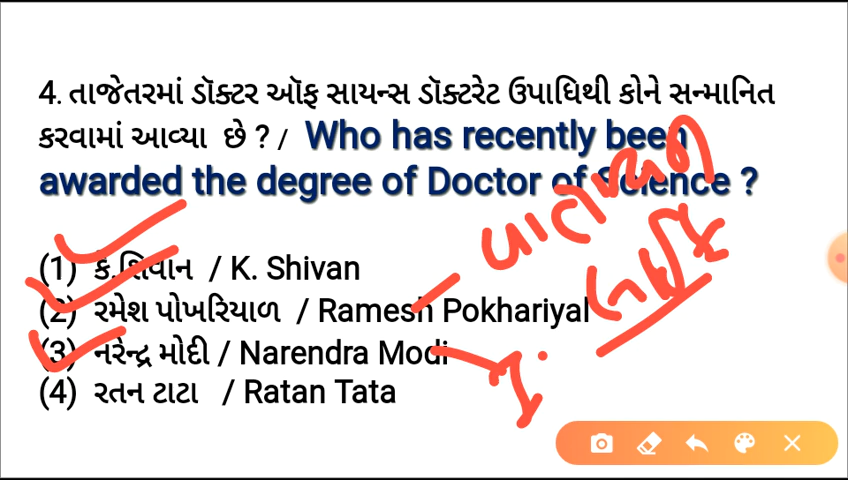 4. તાજેતરમાં ડૉક્ટર ઑફ સાયન્સ ડૉક્ટરેટ ઉપાધિથી કોને સન્માનિત
કરવામાં આવ્યા છે ? / Who has recently been
awarded the degree of Doctor of Science ?
(1) કે.શિવાન / K. Shivan
(2) રમેશ પોખરિયાળ / Ramesh Pokhariyal
(3) નરેન્દ્ર મોદી / Narendra Modi
(4) રતન ટાટા / Ratan Tata